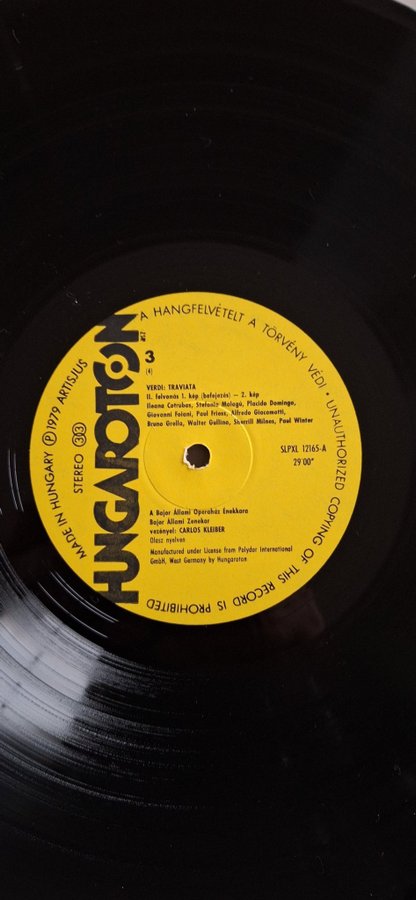 HUNGAROTON
MADE IN HUNGARY Ⓟ 1979 ARTISJUS
STEREO 33
A HANGFELVÉTELT A TÖRVÉNY VÉDI • UNAUTHORIZED COPYING OF THIS RECORD IS PROHIBITED
3
(4)
VERDI: TRAVIATA
II. felvonás 1. kép (befejezés) – 2. kép
Ileana Cotrubas, Stefania Malagú, Placido Domingo,
Giovanni Foiani, Paul Friess, Alfredo Giacomotti,
Bruno Grella, Walter Gullino, Sherrill Milnes, Paul Winter
SLPXL 12165-A
29'00"
A Bajor Állami Operaház Énekkara
Bajor Állami Zenekar
vezényel: CARLOS KLEIBER
Olasz nyelven
Manufactured under License from Polydor International
GmbH, West Germany by Hungaroton